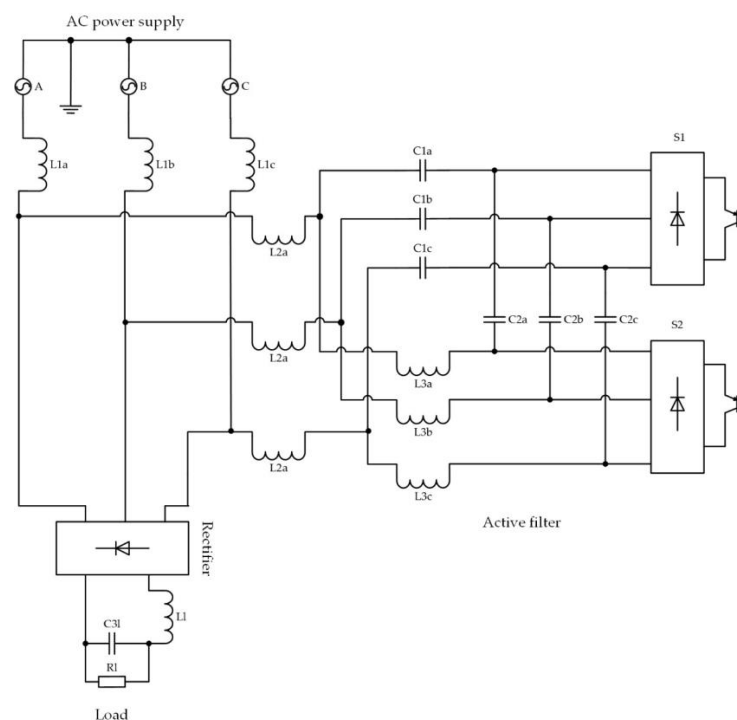 AC power supply
A
B
C
L1a
L1b
L1c
C1a
C1b
C1c
S1
L2a
L2a
L2a
C2a
C2b
C2c
S2
L3a
L3b
L3c
Active filter
Rectifier
Ll
C3l
Rl
Load